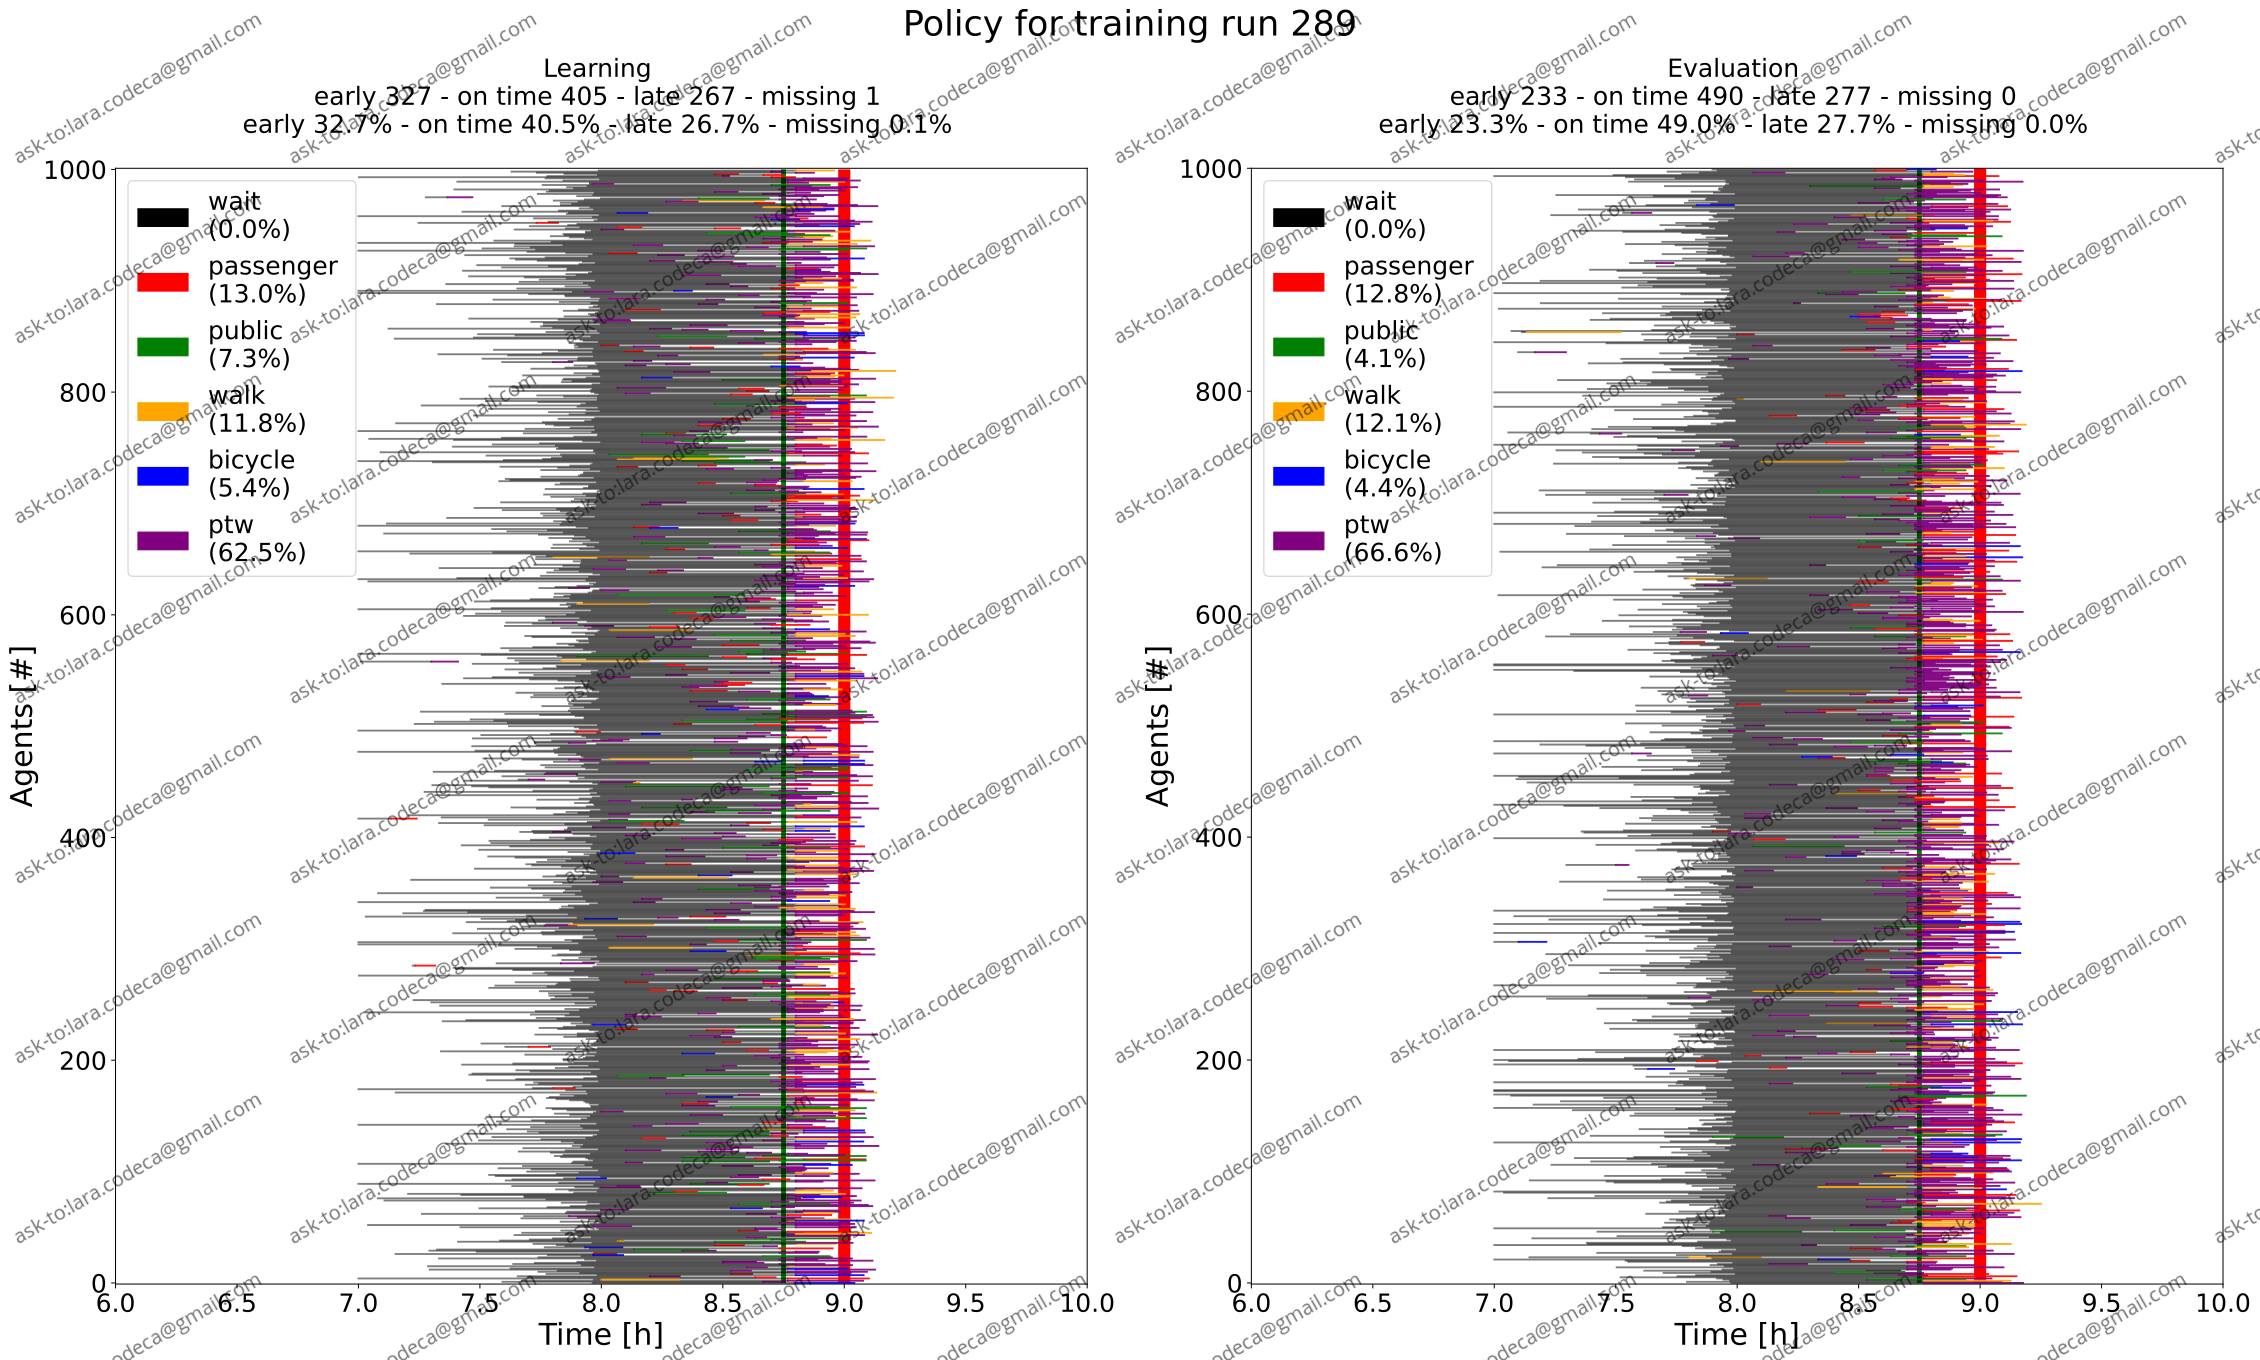 Policy for training run 289
Learning
early 327 - on time 405 - late 267 - missing 1
early 32.7% - on time 40.5% - late 26.7% - missing 0.1%
Evaluation
early 233 - on time 490 - late 277 - missing 0
early 23.3% - on time 49.0% - late 27.7% - missing 0.0%
1000
800
600
400
200
0
Agents [#]
wait
(0.0%)
passenger
(13.0%)
public
(7.3%)
walk
(11.8%)
bicycle
(5.4%)
ptw
(62.5%)
6.0 6.5 7.0 7.5 8.0 8.5 9.0 9.5 10.0
Time [h]
1000
800
600
400
200
0
Agents [#]
wait
(0.0%)
passenger
(12.8%)
public
(4.1%)
walk
(12.1%)
bicycle
(4.4%)
ptw
(66.6%)
6.0 6.5 7.0 7.5 8.0 8.5 9.0 9.5 10.0
Time [h]
ask-to:lara.codeca@gmail.com